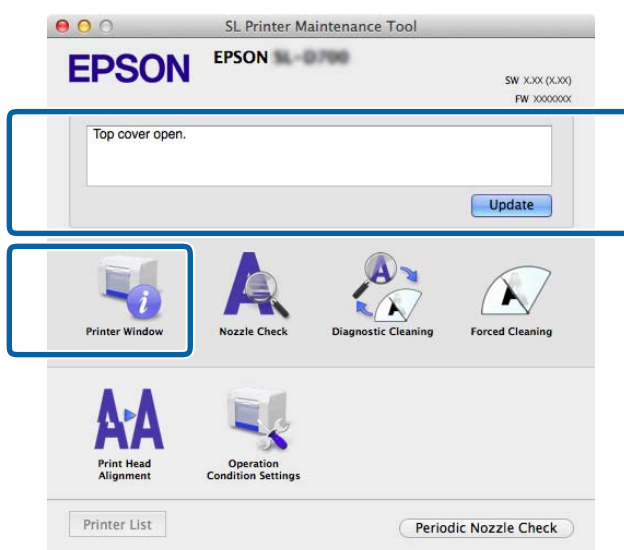 SL Printer Maintenance Tool
EPSON
EPSON
SW X.XX (X.XX)
FW XXXXXXX
Top cover open.
Update
Printer Window
Nozzle Check
Diagnostic Cleaning
Forced Cleaning
Print Head
Alignment
Operation
Condition Settings
Printer List
Periodic Nozzle Check